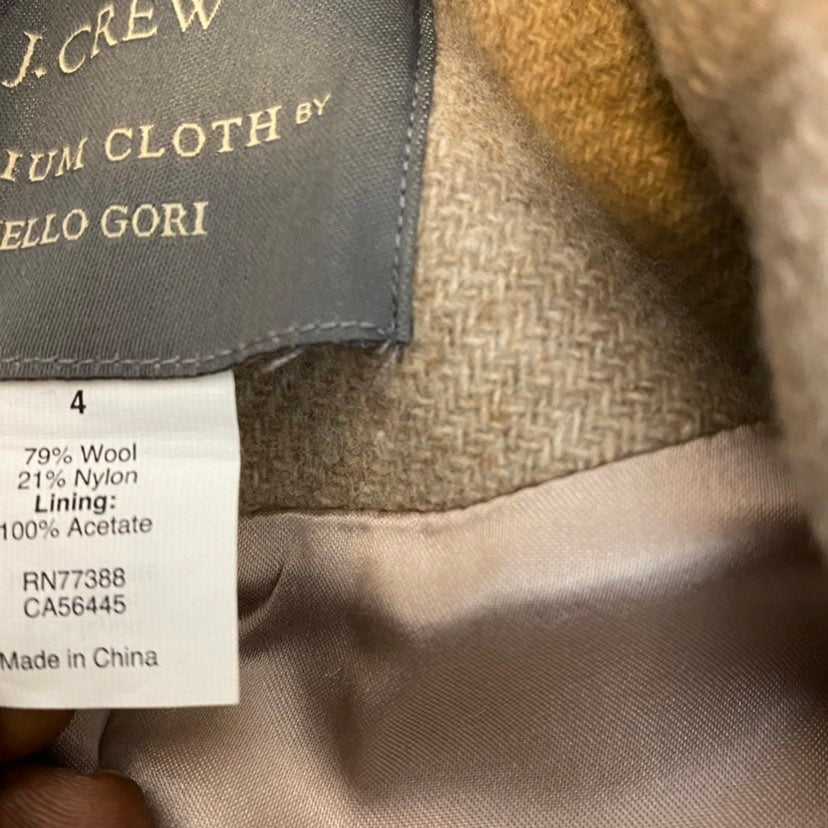 J.CREW
IUM CLOTH BY
ELLO GORI
4
79% Wool
21% Nylon
Lining:
100% Acetate
RN77388
CA56445
Made in China